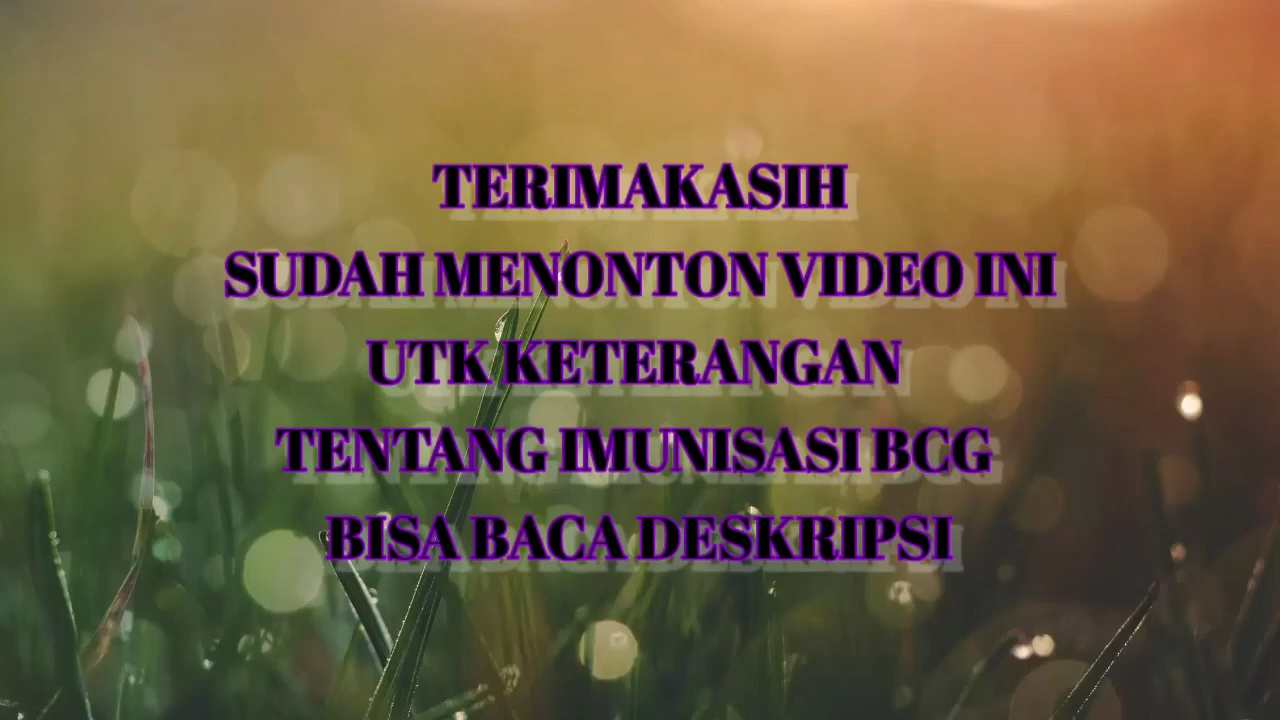 TERIMAKASIH
SUDAH MENONTON VIDEO INI
UTK KETERANGAN
TENTANG IMUNISASI BCG
BISA BACA DESKRIPSI